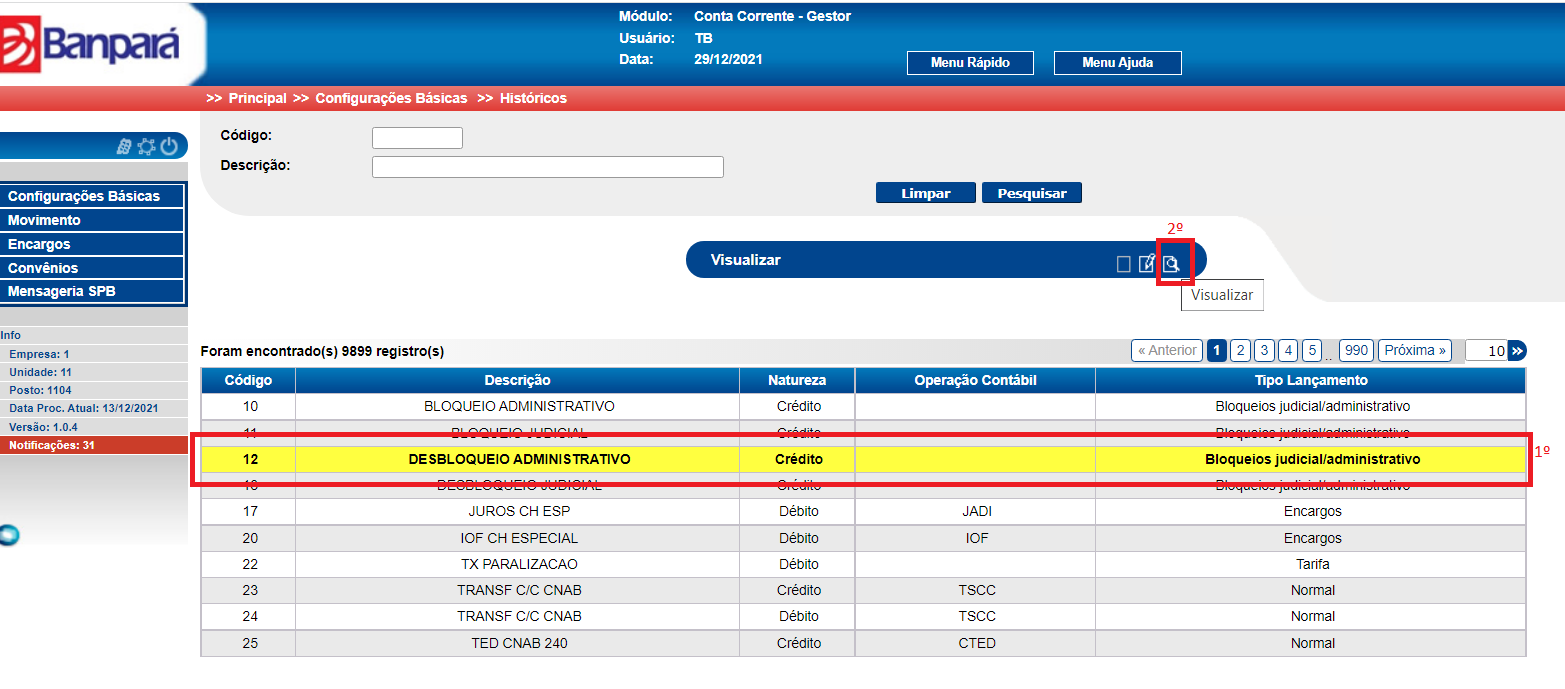 Banpará
Módulo: Conta Corrente - Gestor
Usuário: TB
Data: 29/12/2021
Menu Rápido Menu Ajuda
>> Principal >> Configurações Básicas >> Históricos
Código:
Descrição:
Limpar Pesquisar
Configurações Básicas
Movimento
Encargos
Convênios
Mensageria SPB
2º
Visualizar
Visualizar
Info
Empresa: 1
Unidade: 11
Posto: 1104
Data Proc. Atual: 13/12/2021
Versão: 1.0.4
Notificações: 31
Foram encontrado(s) 9899 registro(s)
« Anterior 1 2 3 4 5 .. 990 Próxima » 10 »
Código Descrição Natureza Operação Contábil Tipo Lançamento
10 BLOQUEIO ADMINISTRATIVO Crédito Bloqueios judicial/administrativo
11 BLOQUEIO JUDICIAL Crédito Bloqueios judicial/administrativo
12 DESBLOQUEIO ADMINISTRATIVO Crédito Bloqueios judicial/administrativo 1º
DESBLOQUEIO JUDICIAL Crédito Bloqueios judicial/administrativo
17 JUROS CH ESP Débito JADI Encargos
20 IOF CH ESPECIAL Débito IOF Encargos
22 TX PARALIZACAO Débito Tarifa
23 TRANSF C/C CNAB Crédito TSCC Normal
24 TRANSF C/C CNAB Débito TSCC Normal
25 TED CNAB 240 Crédito CTED Normal